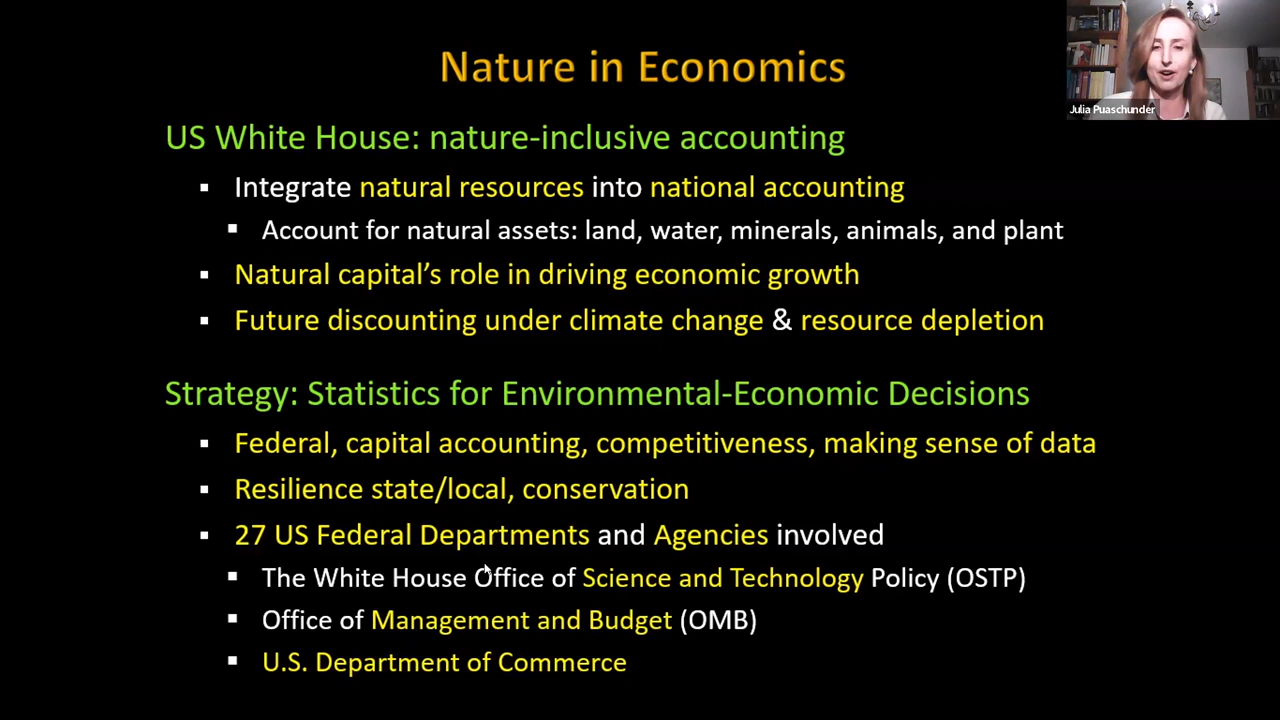 Nature in Economics
Julia Puaschunder
US White House: nature-inclusive accounting
▪ Integrate natural resources into national accounting
▪ Account for natural assets: land, water, minerals, animals, and plant
▪ Natural capital's role in driving economic growth
▪ Future discounting under climate change & resource depletion
Strategy: Statistics for Environmental-Economic Decisions
▪ Federal, capital accounting, competitiveness, making sense of data
▪ Resilience state/local, conservation
▪ 27 US Federal Departments and Agencies involved
▪ The White House Office of Science and Technology Policy (OSTP)
▪ Office of Management and Budget (OMB)
▪ U.S. Department of Commerce